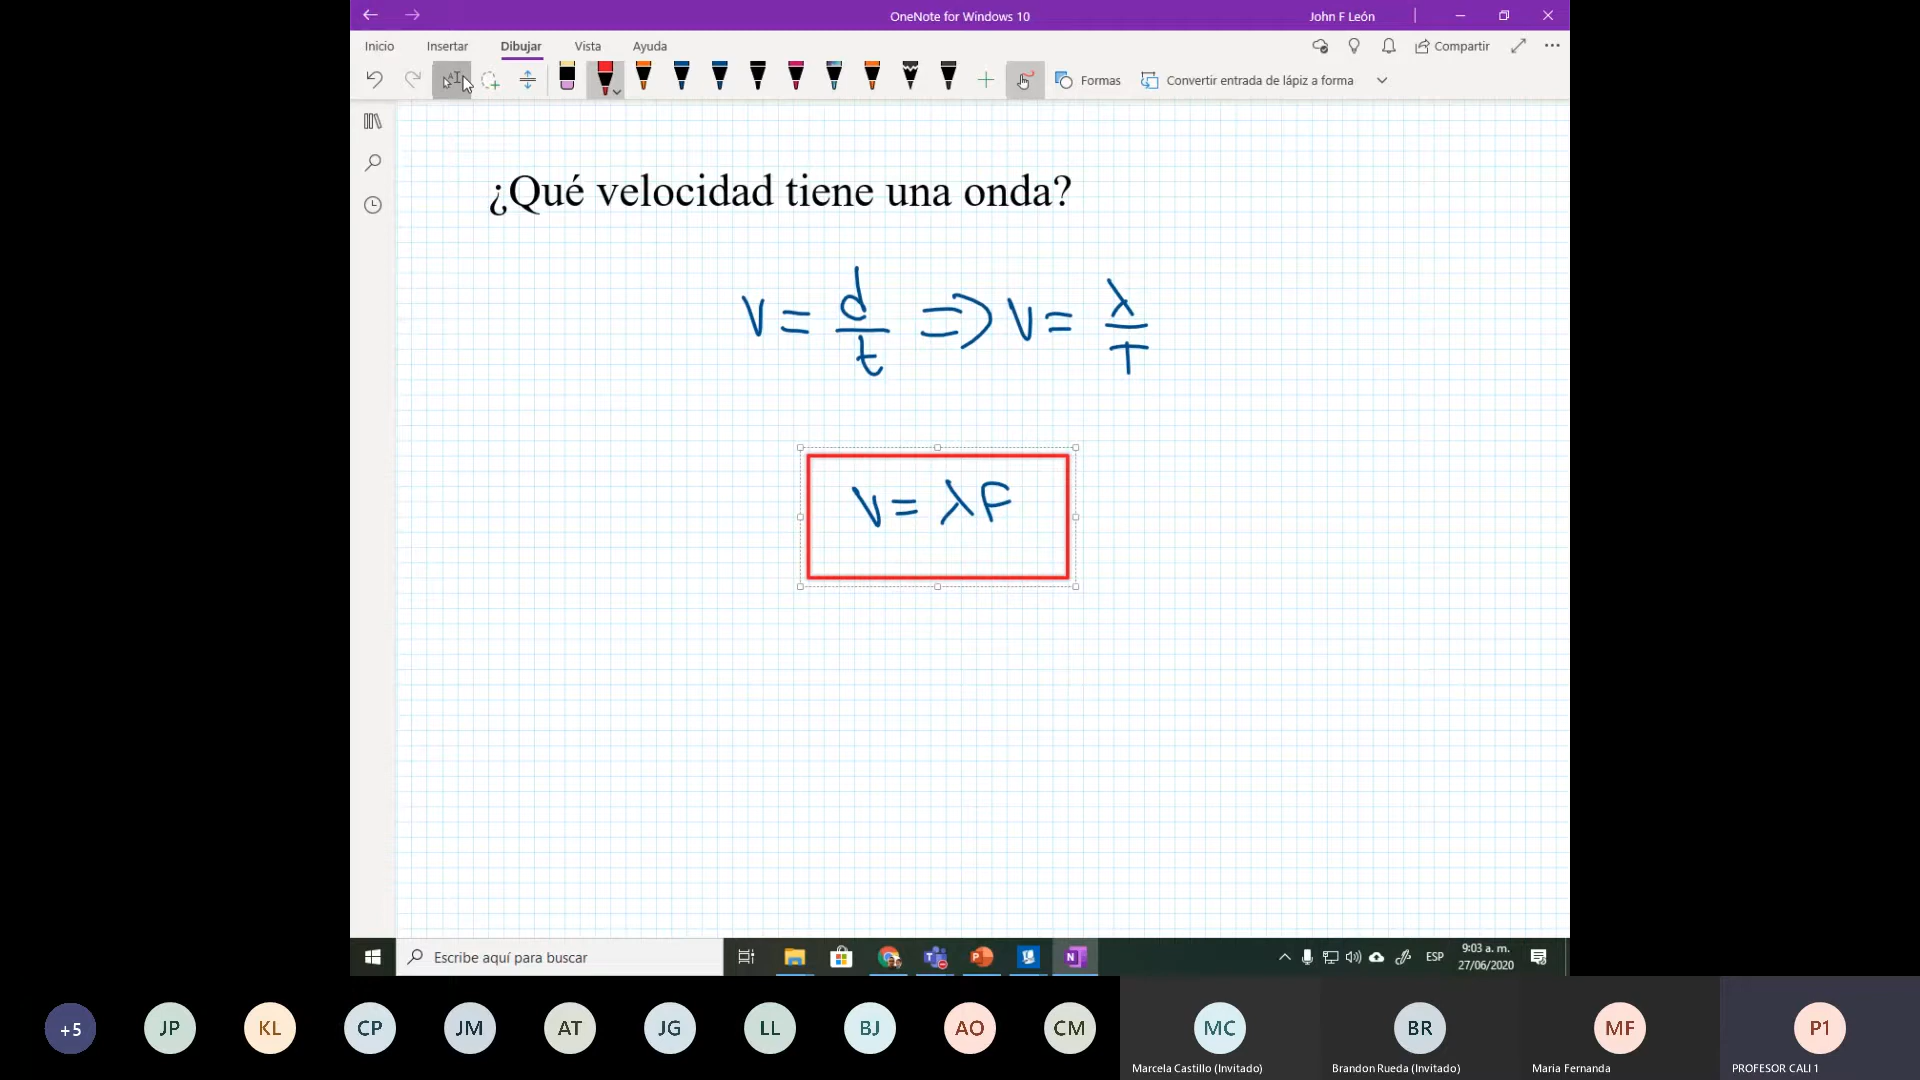 OneNote for Windows 10
John F León
Inicio
Insertar
Dibujar
Vista
Ayuda
Compartir
Formas
Convertir entrada de lápiz a forma
¿Qué velocidad tiene una onda?
V = d/t => V = λ/T
V = λF
Escribe aquí para buscar
ESP
9:03 a. m.
27/06/2020
+5
JP
KL
CP
JM
AT
JG
LL
BJ
AO
CM
MC
BR
MF
P1
Marcela Castillo (Invitado)
Brandon Rueda (Invitado)
Maria Fernanda
PROFESOR CALI 1